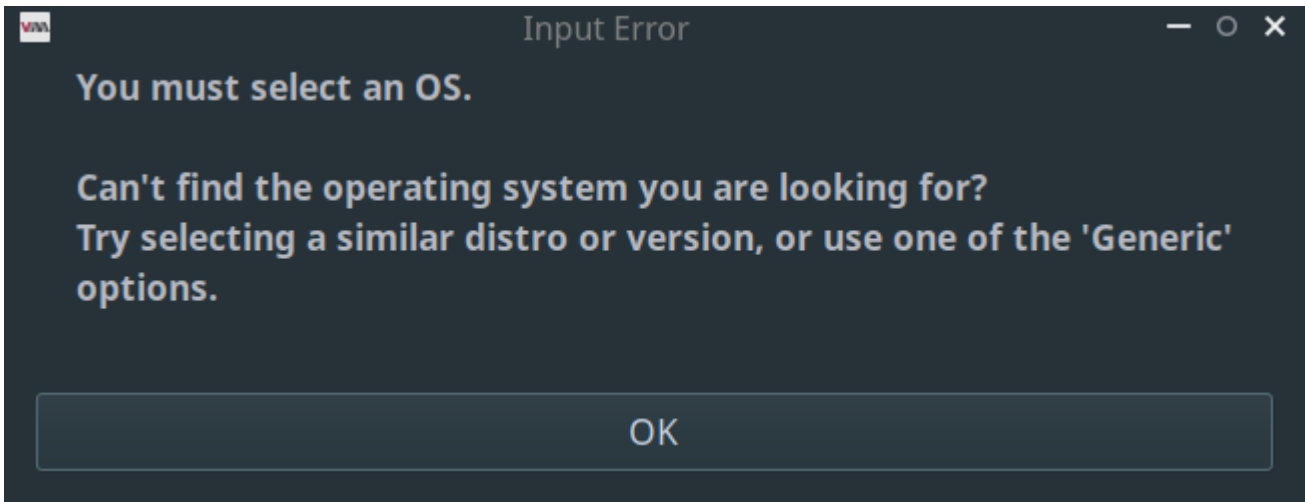 Input Error
You must select an OS.
Can't find the operating system you are looking for?
Try selecting a similar distro or version, or use one of the 'Generic'
options.
OK